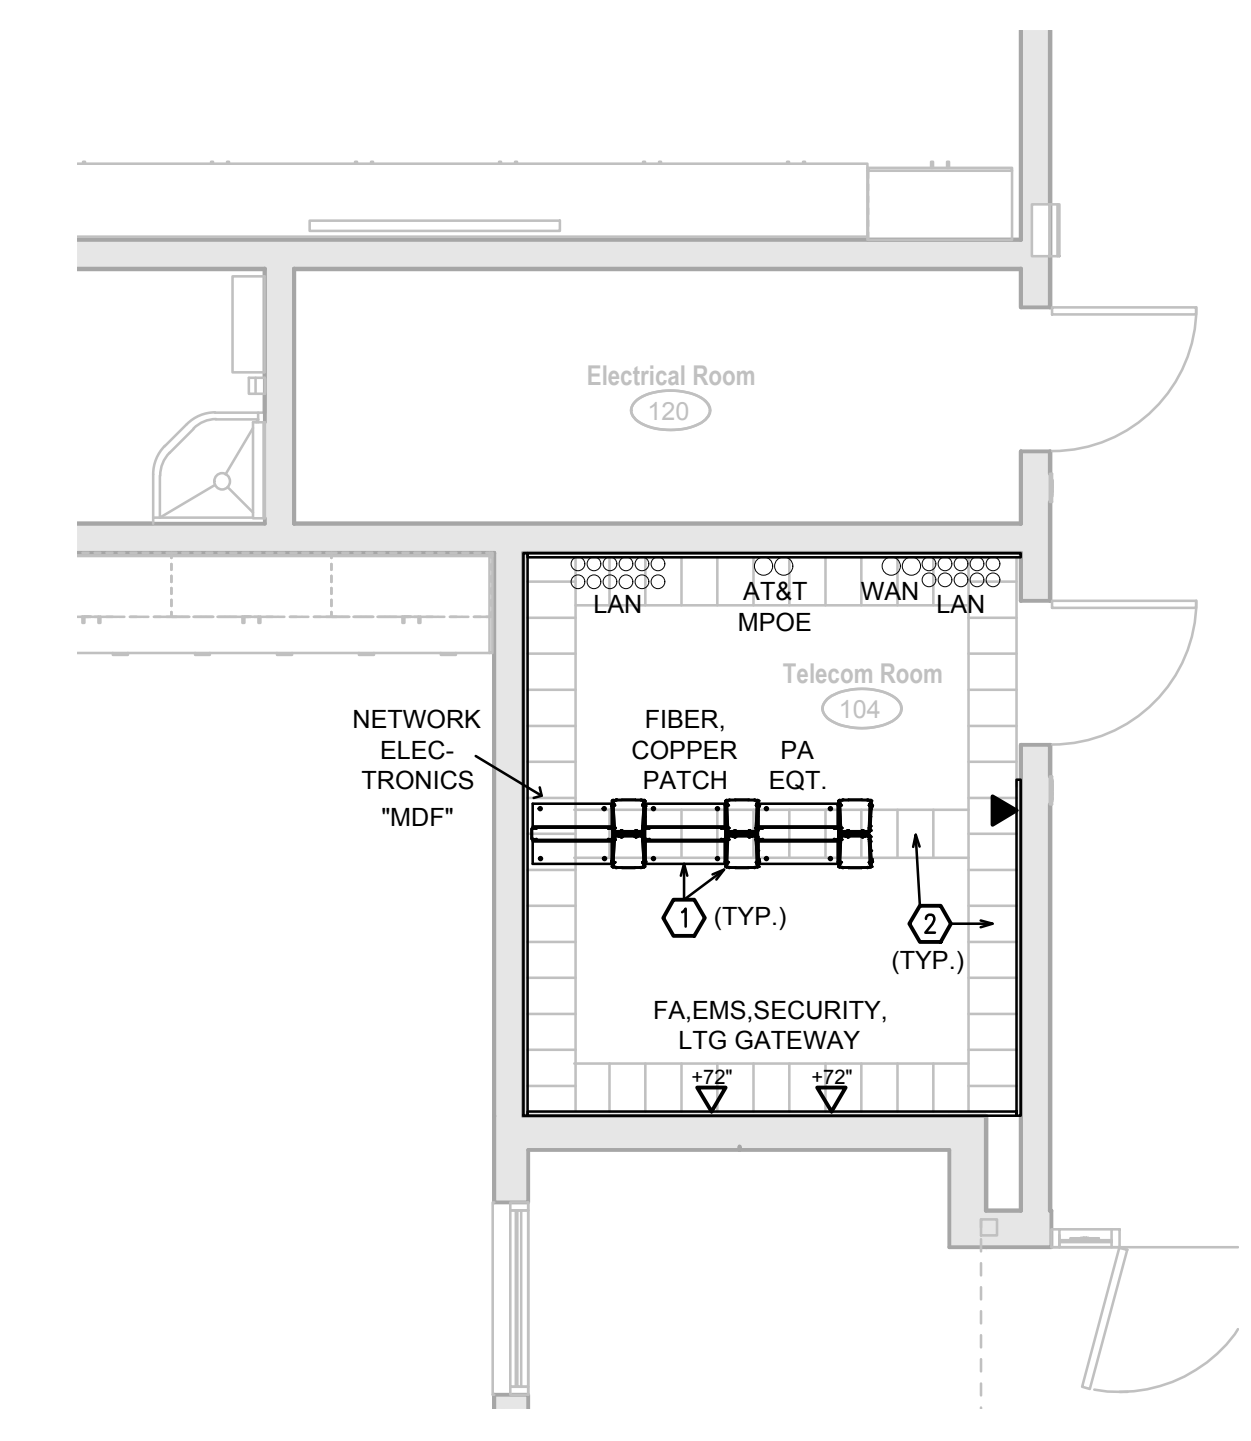 Electrical Room
120
LAN
AT&T
MPOE
WAN
LAN
Telecom Room
104
NETWORK
ELEC-
TRONICS
"MDF"
FIBER,
COPPER
PATCH
PA
EQT.
1 (TYP.)
2
(TYP.)
FA,EMS,SECURITY,
LTG GATEWAY
+72"
+72"